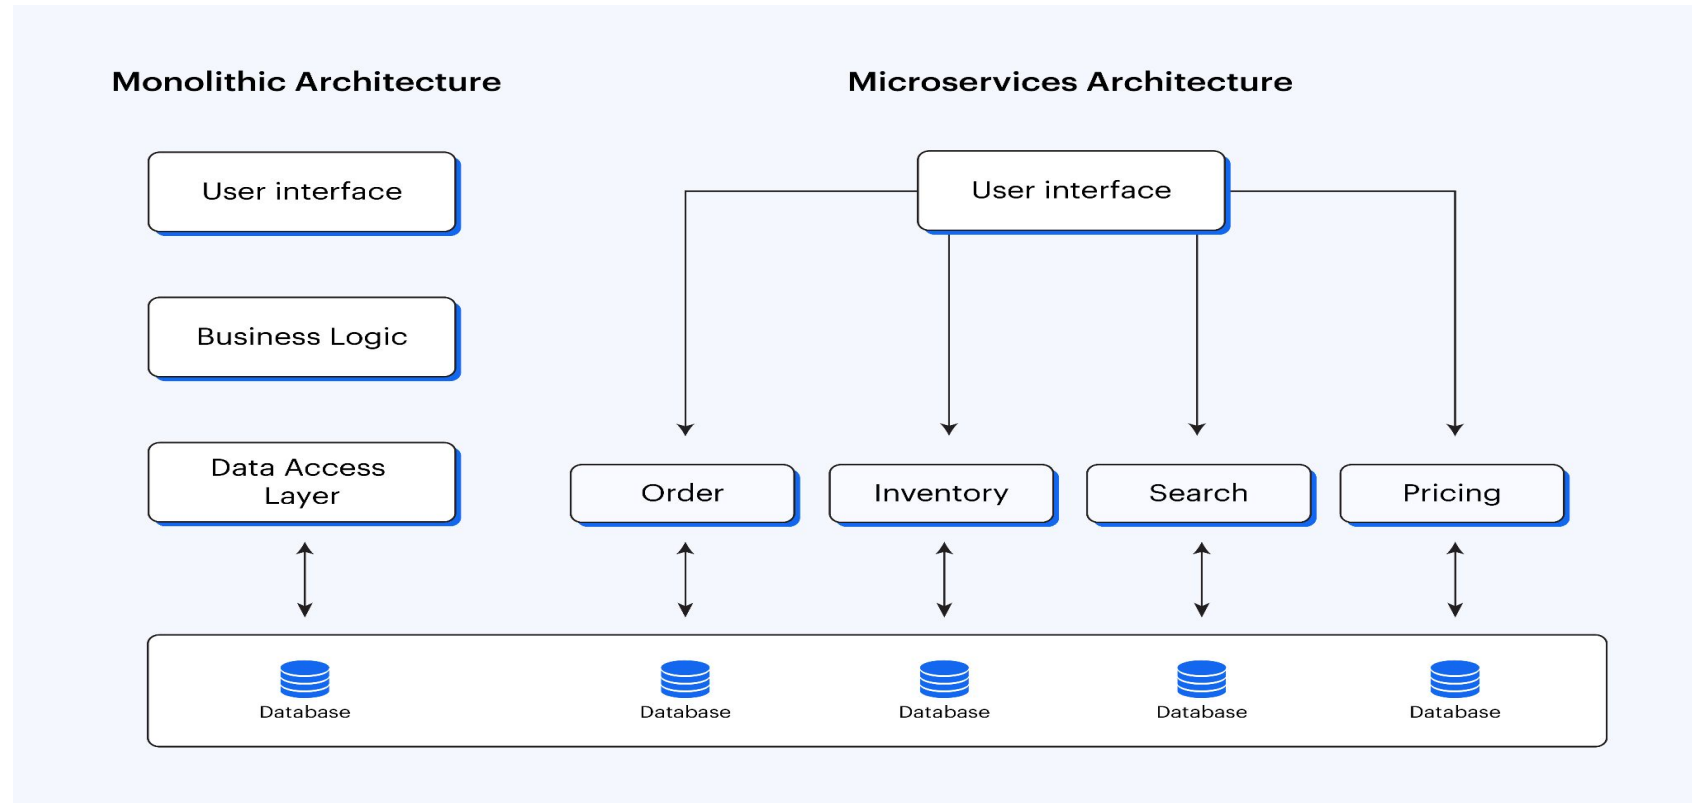 Monolithic Architecture
Microservices Architecture
User interface
User interface
Business Logic
Data Access
Layer
Order
Inventory
Search
Pricing
Database
Database
Database
Database
Database